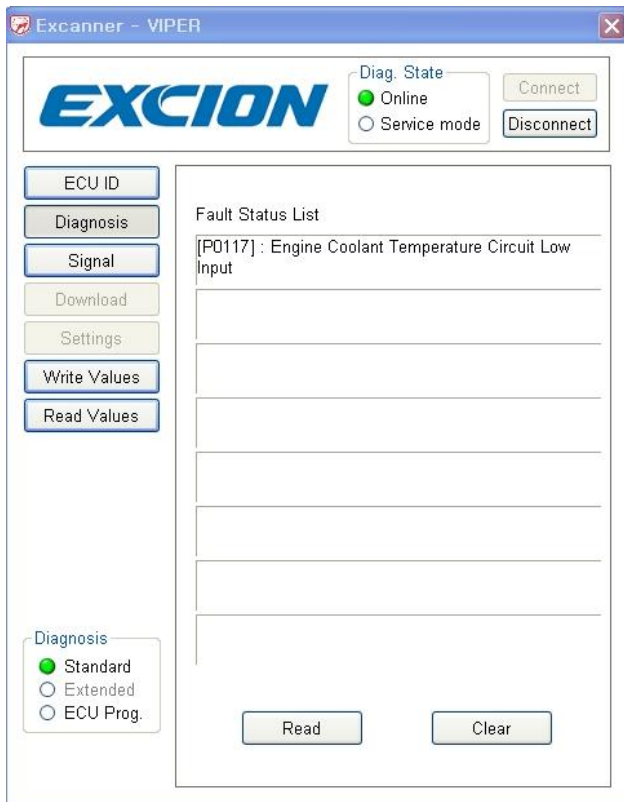 Excanner - VIPER
EXCION
Diag. State
Online
Service mode
Connect
Disconnect
ECU ID
Diagnosis
Signal
Download
Settings
Write Values
Read Values
Fault Status List
[P0117] : Engine Coolant Temperature Circuit Low
Input
Diagnosis
Standard
Extended
ECU Prog.
Read
Clear